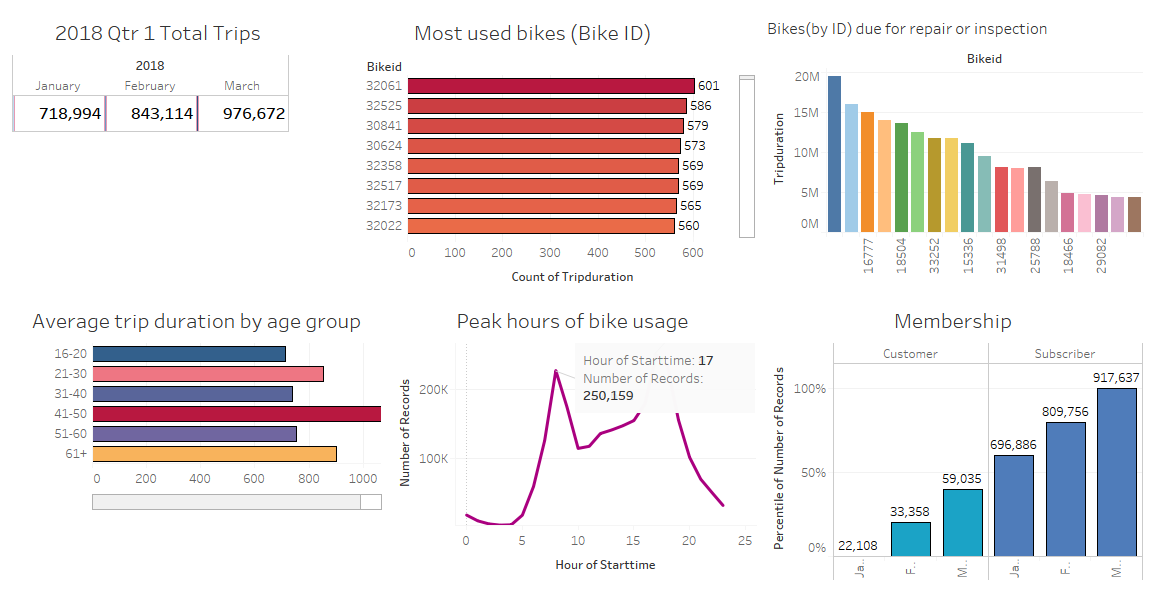 2018 Qtr 1 Total Trips
2018
January February March
718,994 843,114 976,672
Most used bikes (Bike ID)
Bikeid
32061 601
32525 586
30841 579
30624 573
32358 569
32517 569
32173 565
32022 560
0 100 200 300 400 500 600
Count of Tripduration
Bikes(by ID) due for repair or inspection
Bikeid
20M
15M
10M
5M
0M
Tripduration
16777 18504 33252 15336 31498 25788 18466 29082
Average trip duration by age group
16-20
21-30
31-40
41-50
51-60
61+
0 200 400 600 800 1000
Peak hours of bike usage
Hour of Starttime: 17
Number of Records:
250,159
200K
100K
Number of Records
0 5 10 15 20 25
Hour of Starttime
Membership
Customer Subscriber
100%
50%
0%
Percentile of Number of Records
22,108 33,358 59,035 696,886 809,756 917,637
Ja.. F.. M.. Ja.. F.. M..